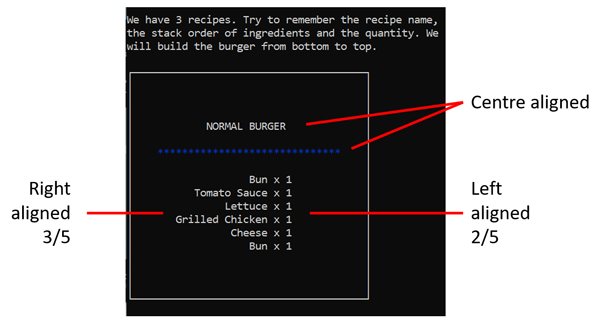 We have 3 recipes. Try to remember the recipe name,
the stack order of ingredients and the quantity. We
will build the burger from bottom to top.
Centre aligned
NORMAL BURGER
******************************
Bun x 1
Tomato Sauce x 1
Lettuce x 1
Grilled Chicken x 1
Cheese x 1
Bun x 1
Right
aligned
3/5
Left
aligned
2/5